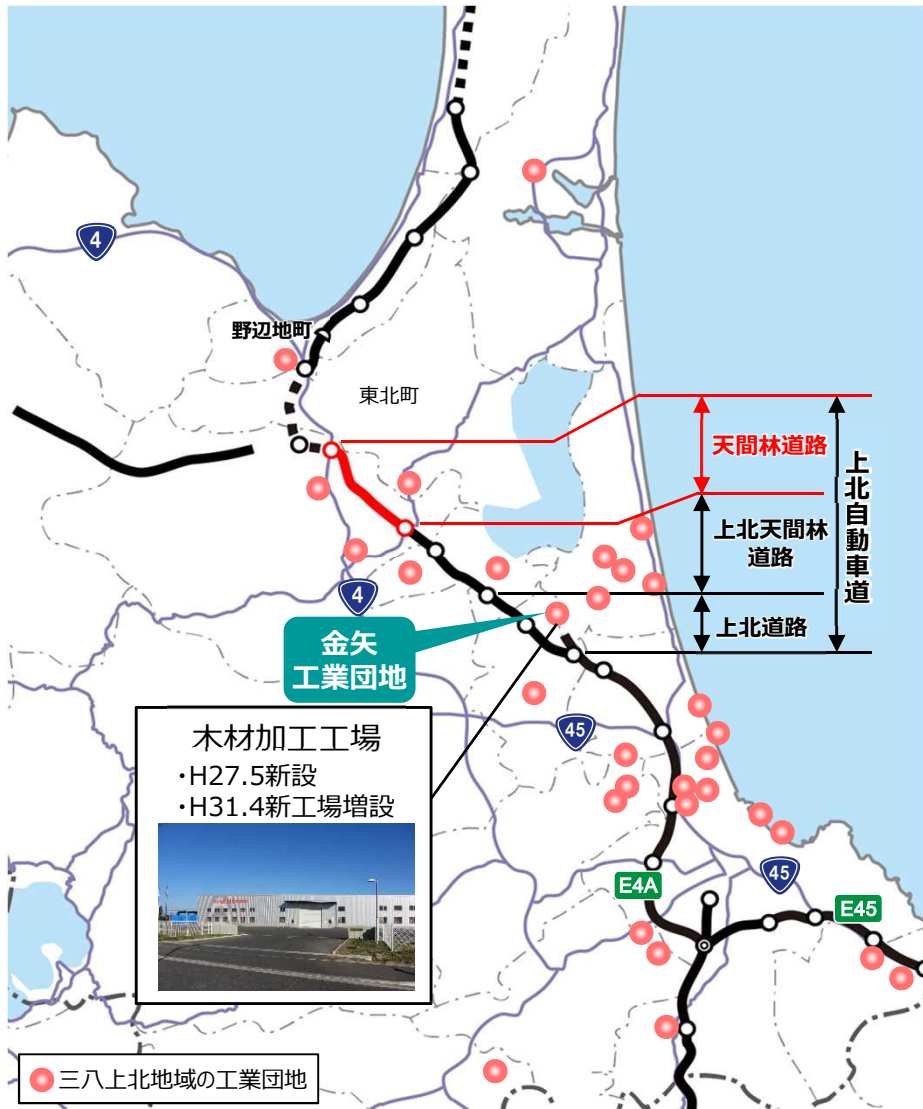 4
野辺地町
東北町
天間林道路
上北自動車道
上北天間林
道路
4
上北道路
金矢
工業団地
45
木材加工工場
・H27.5新設
・H31.4新工場増設
45
E4A
E45
三八上北地域の工業団地